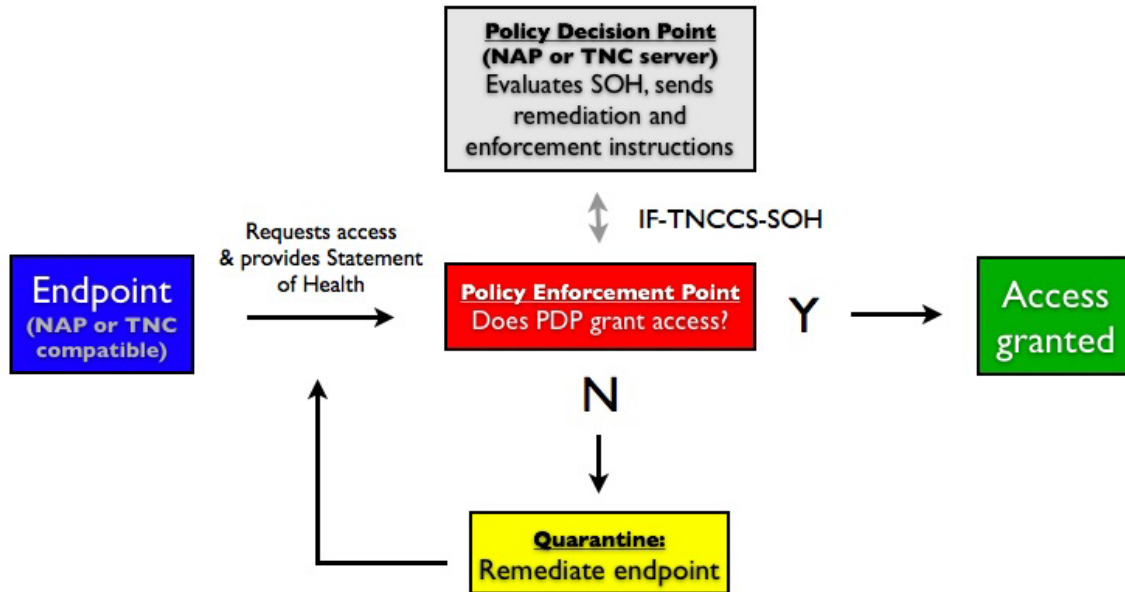 Policy Decision Point
(NAP or TNC server)
Evaluates SOH, sends
remediation and
enforcement instructions
IF-TNCCS-SOH
Requests access
& provides Statement
of Health
Endpoint
(NAP or TNC
compatible)
Policy Enforcement Point
Does PDP grant access?
Y
Access
granted
N
Quarantine:
Remediate endpoint